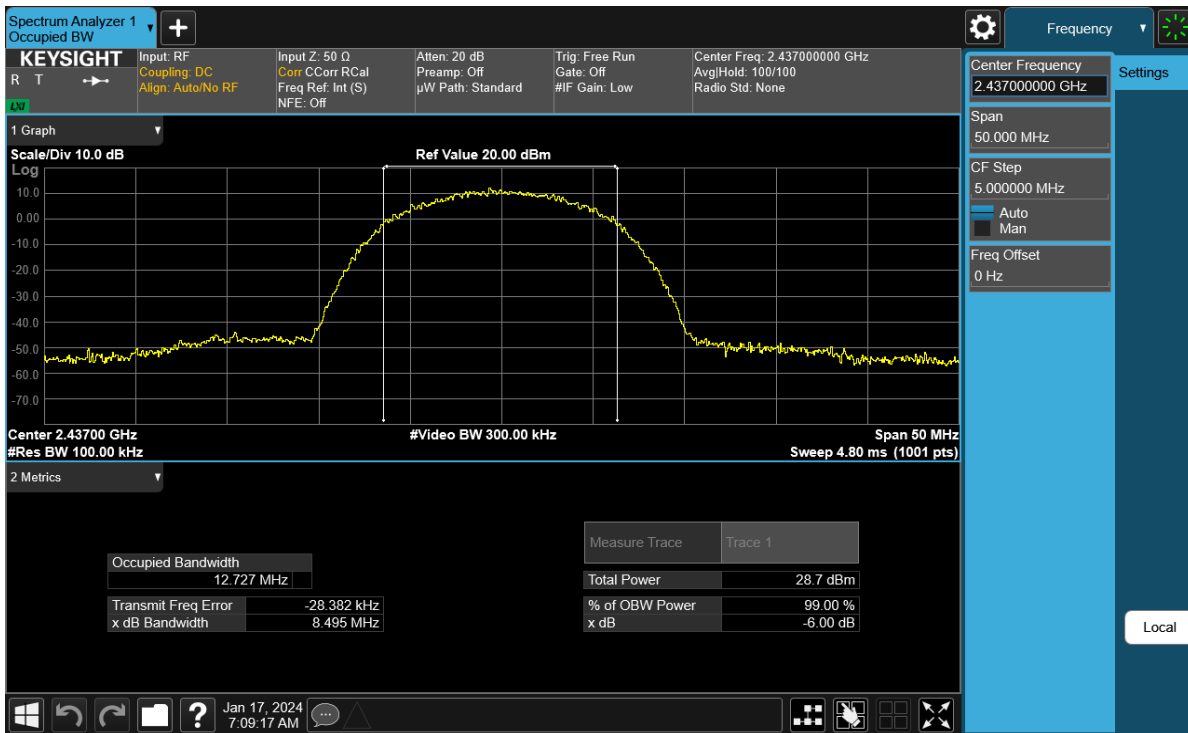 Spectrum Analyzer 1
Occupied BW
Frequency
KEYSIGHT
R T
LXI
Input: RF
Coupling: DC
Align: Auto/No RF
Input Z: 50 Ω
Corr CCorr RCal
Freq Ref: Int (S)
NFE: Off
Atten: 20 dB
Preamp: Off
µW Path: Standard
Trig: Free Run
Gate: Off
#IF Gain: Low
Center Freq: 2.437000000 GHz
Avg|Hold: 100/100
Radio Std: None
Center Frequency
2.437000000 GHz
Settings
Span
50.000 MHz
CF Step
5.000000 MHz
Auto
Man
Freq Offset
0 Hz
Local
1 Graph
Scale/Div 10.0 dB
Ref Value 20.00 dBm
Log
10.0
0.00
-10.0
-20.0
-30.0
-40.0
-50.0
-60.0
-70.0
Center 2.43700 GHz
#Video BW 300.00 kHz
Span 50 MHz
#Res BW 100.00 kHz
Sweep 4.80 ms (1001 pts)
2 Metrics
Measure Trace Trace 1
Occupied Bandwidth
12.727 MHz
Total Power 28.7 dBm
Transmit Freq Error -28.382 kHz
% of OBW Power 99.00 %
x dB Bandwidth 8.495 MHz
x dB -6.00 dB
?
Jan 17, 2024
7:09:17 AM